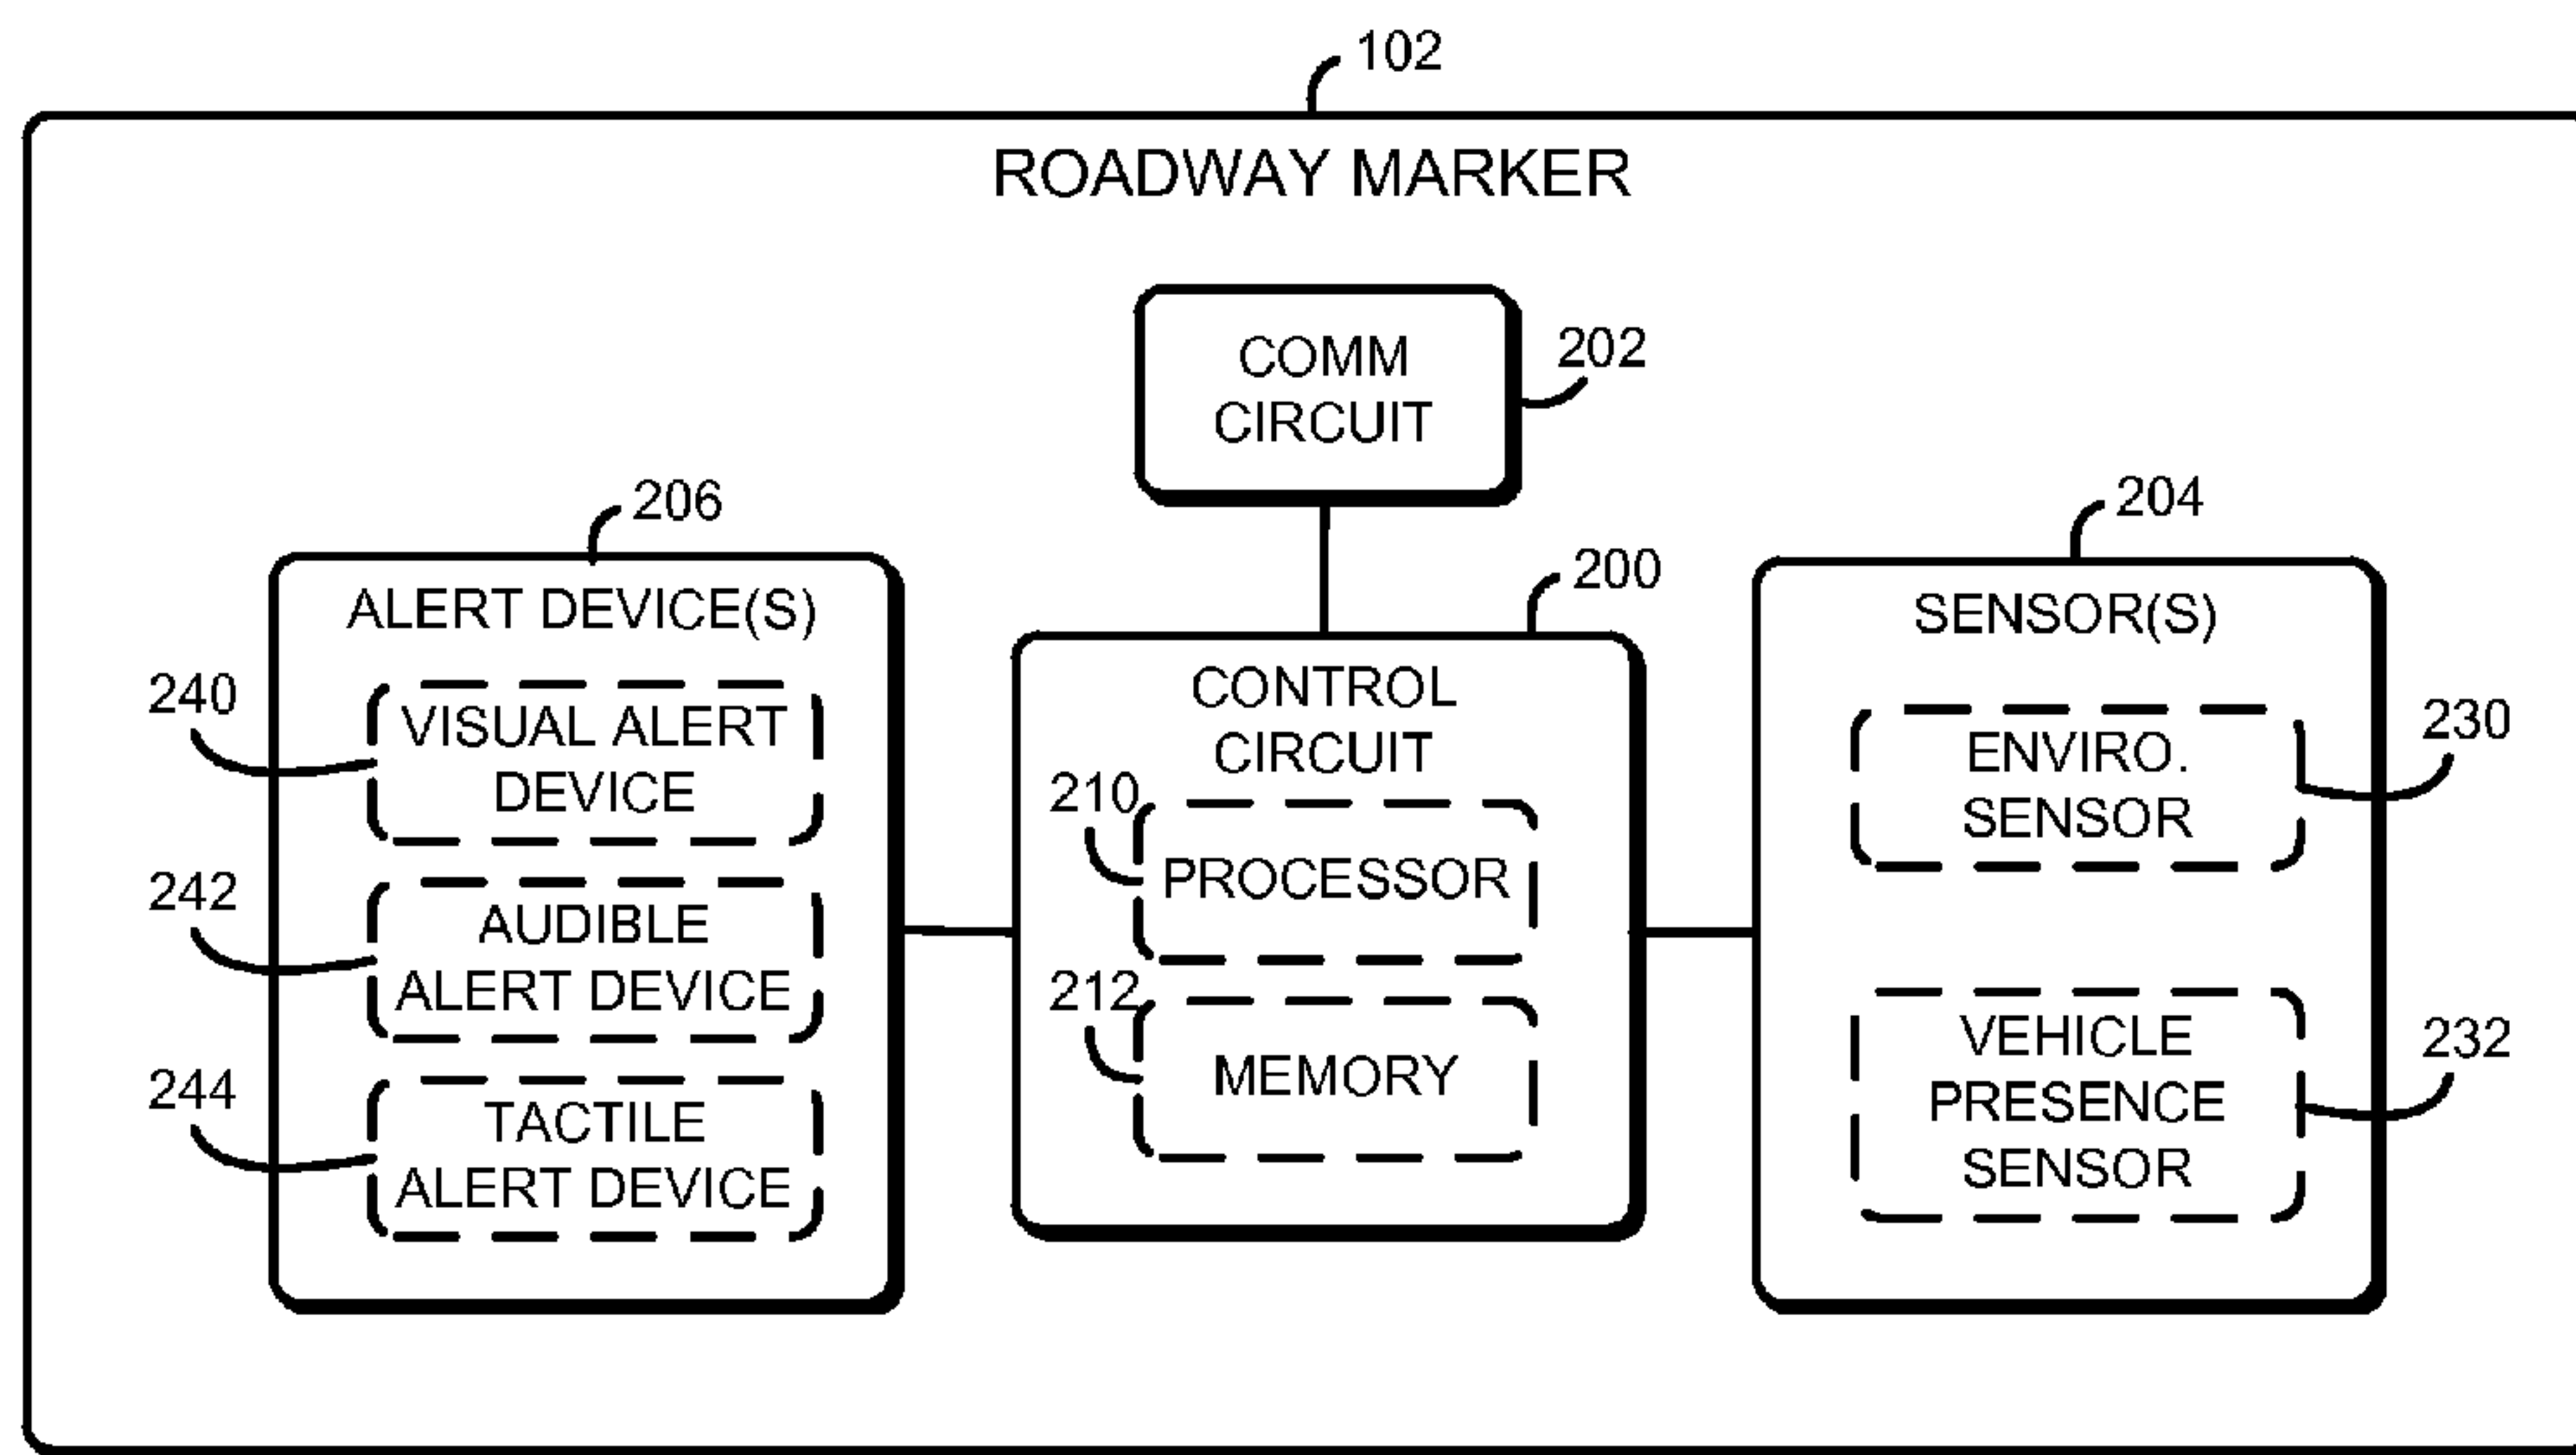 102
ROADWAY MARKER
COMM
CIRCUIT
202
206
ALERT DEVICE(S)
240
VISUAL ALERT
DEVICE
242
AUDIBLE
ALERT DEVICE
244
TACTILE
ALERT DEVICE
200
CONTROL
CIRCUIT
210
PROCESSOR
212
MEMORY
204
SENSOR(S)
ENVIRO.
SENSOR
230
VEHICLE
PRESENCE
SENSOR
232